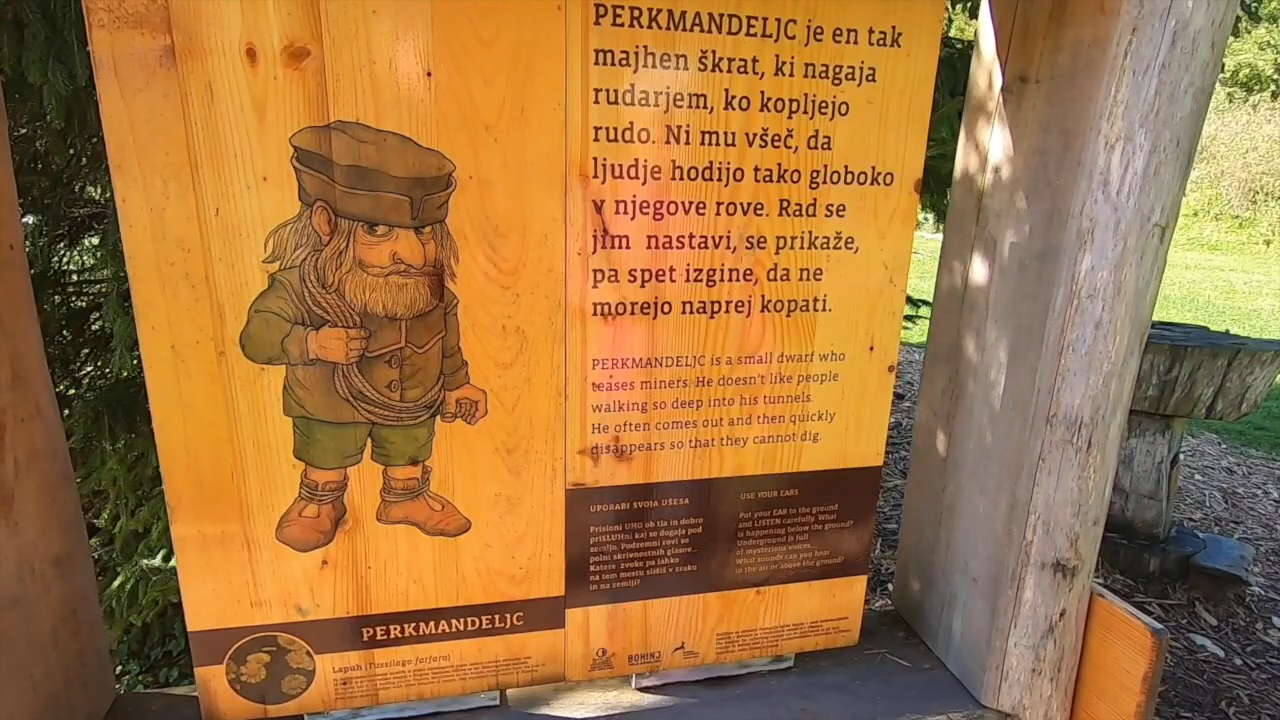 PERKMANDELJC je en tak
majhen škrat, ki nagaja
rudarjem, ko kopljejo
rudo. Ni mu všeč, da
ljudje hodijo tako globoko
v njegove rove. Rad se
jim nastavi, se prikaže,
pa spet izgine, da ne
morejo naprej kopati.
PERKMANDELJC is a small dwarf who
teases miners. He doesn't like people
walking so deep into his tunnels.
He often comes out and then quickly
disappears so that they cannot dig.
UPORABI SVOJA UŠESA
Prisloni UHO ob tla in dobro
priSLUHni kaj se dogaja pod
zemljo. Podzemni rovi so
polni skrivnostnih glasov...
Katere zvoke pa lahko
na tem mestu slišiš v zraku
in na zemlji?
USE YOUR EARS
Put your EAR to the ground
and LISTEN carefully. What
is happening below the ground?
Underground is full
of mysterious voices...
What sounds can you hear
in the air or above the ground?
PERKMANDELJC
Lapuh (Tussilago farfara)
BOHINJ